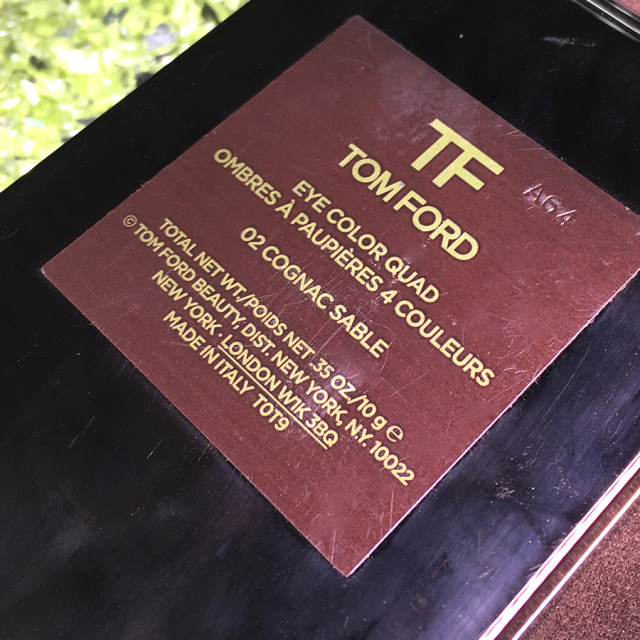 TF
TOM FORD
A64
EYE COLOR QUAD
OMBRES À PAUPIÈRES 4 COULEURS
02 COGNAC SABLE
TOTAL NET WT./POIDS NET .35 OZ/10 g ℮
© TOM FORD BEAUTY, DIST. NEW YORK, N.Y. 10022
NEW YORK LONDON W1K 3BQ
MADE IN ITALY T0T9